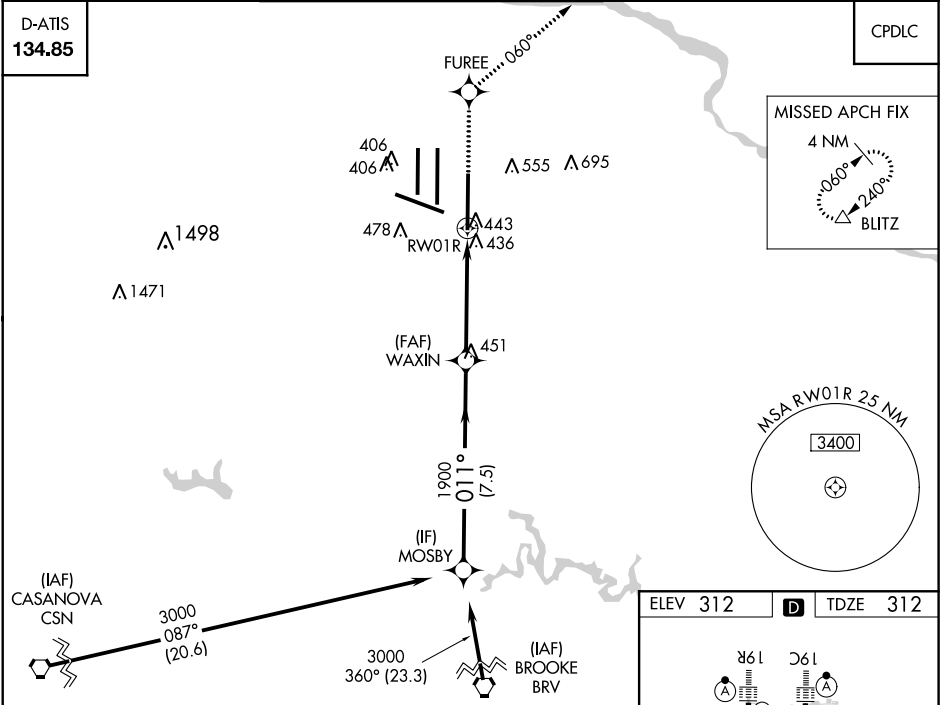 D-ATIS
134.85
CPDLC
FUREE
060°
MISSED APCH FIX
4 NM
060°
240°
BLITZ
406
406
555
695
478
443
RW01R
436
1498
1471
(FAF)
WAXIN
451
MSA RW01R 25 NM
3400
1900
011°
(7.5)
(IF)
MOSBY
(IAF)
CASANOVA
CSN
3000
087°
(20.6)
3000
360° (23.3)
(IAF)
BROOKE
BRV
ELEV 312
D
TDZE 312
19R
19C
A
A